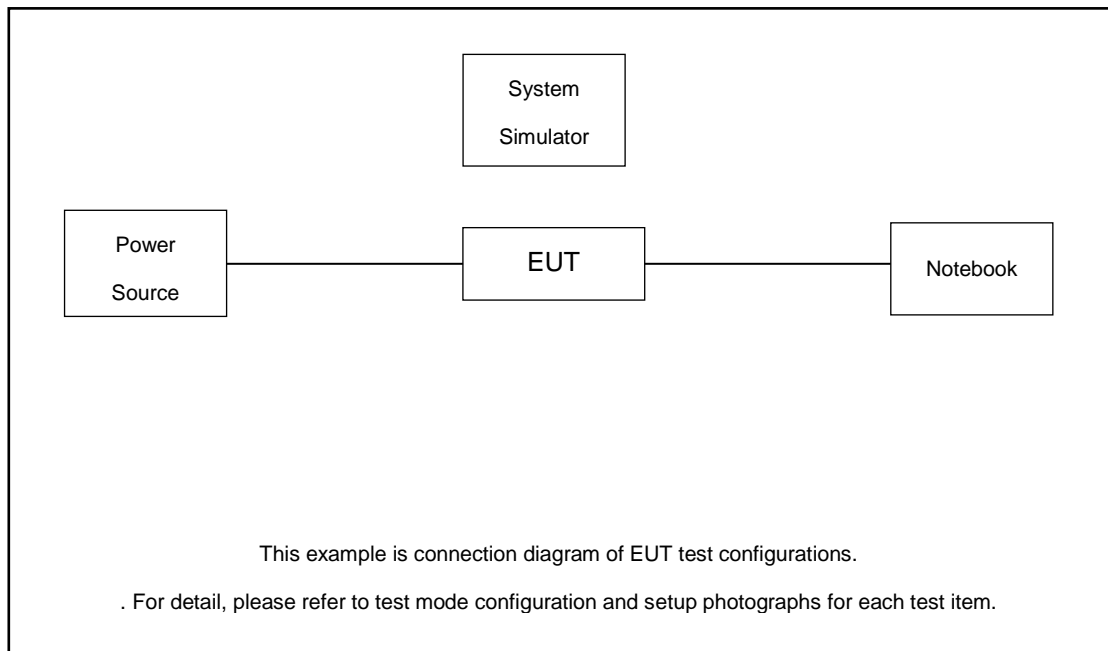 System
Simulator
Power
Source
EUT
Notebook
This example is connection diagram of EUT test configurations.
. For detail, please refer to test mode configuration and setup photographs for each test item.